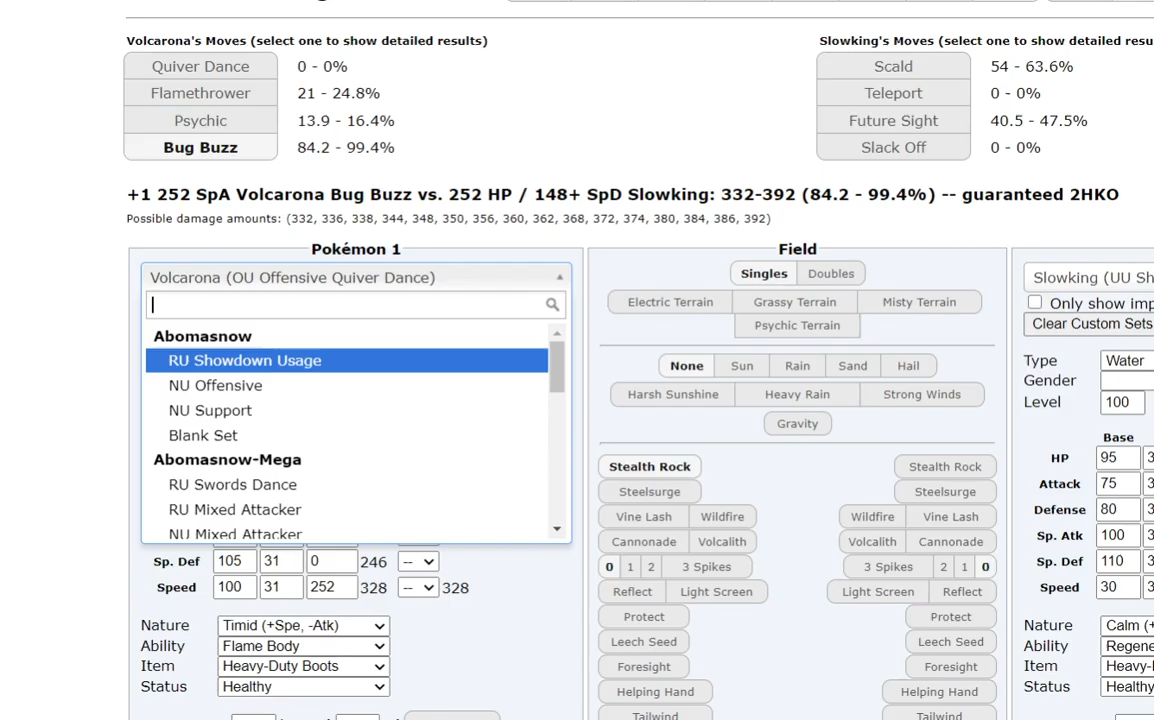 Volcarona's Moves (select one to show detailed results)
Slowking's Moves (select one to show detailed resu
Quiver Dance 0 - 0%
Scald 54 - 63.6%
Flamethrower 21 - 24.8%
Teleport 0 - 0%
Psychic 13.9 - 16.4%
Future Sight 40.5 - 47.5%
Bug Buzz 84.2 - 99.4%
Slack Off 0 - 0%
+1 252 SpA Volcarona Bug Buzz vs. 252 HP / 148+ SpD Slowking: 332-392 (84.2 - 99.4%) -- guaranteed 2HKO
Possible damage amounts: (332, 336, 338, 344, 348, 350, 356, 360, 362, 368, 372, 374, 380, 384, 386, 392)
Pokémon 1
Volcarona (OU Offensive Quiver Dance)
Abomasnow
RU Showdown Usage
NU Offensive
NU Support
Blank Set
Abomasnow-Mega
RU Swords Dance
RU Mixed Attacker
NU Mixed Attacker
Sp. Def 105 31 0 246 --
Speed 100 31 252 328 -- 328
Nature Timid (+Spe, -Atk)
Ability Flame Body
Item Heavy-Duty Boots
Status Healthy
Field
Singles Doubles
Electric Terrain Grassy Terrain Misty Terrain
Psychic Terrain
None Sun Rain Sand Hail
Harsh Sunshine Heavy Rain Strong Winds
Gravity
Stealth Rock Stealth Rock
Steelsurge Steelsurge
Vine Lash Wildfire Wildfire Vine Lash
Cannonade Volcalith Volcalith Cannonade
0 1 2 3 Spikes 3 Spikes 2 1 0
Reflect Light Screen Light Screen Reflect
Protect Protect
Leech Seed Leech Seed
Foresight Foresight
Helping Hand Helping Hand
Tailwind Tailwind
Slowking (UU Sh
Only show imp
Clear Custom Sets
Type Water
Gender
Level 100
Base
HP 95 3
Attack 75 3
Defense 80 3
Sp. Atk 100 3
Sp. Def 110 3
Speed 30 3
Nature Calm (+
Ability Regene
Item Heavy-
Status Healthy